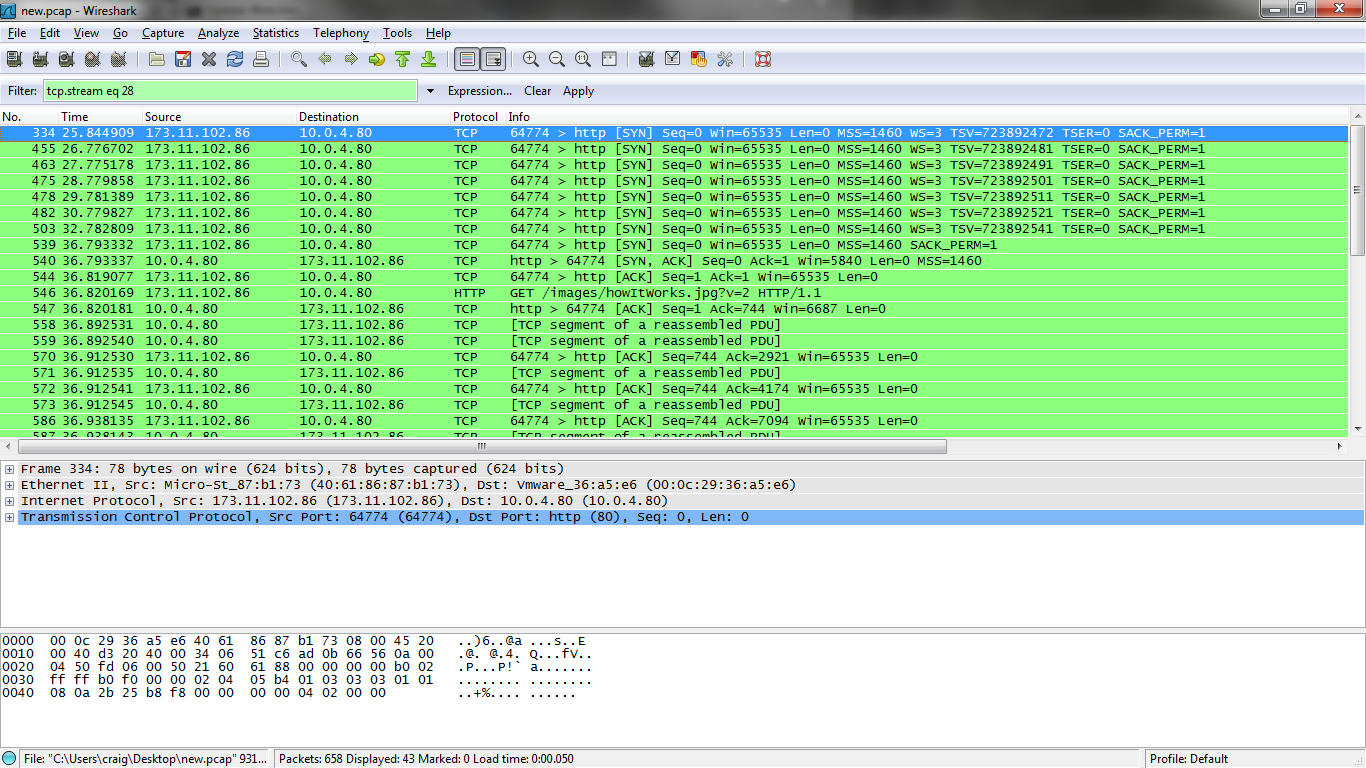 new.pcap - Wireshark
File Edit View Go Capture Analyze Statistics Telephony Tools Help
Filter: tcp.stream eq 28 Expression... Clear Apply
No. Time Source Destination Protocol Info
334 25.844909 173.11.102.86 10.0.4.80 TCP 64774 > http [SYN] Seq=0 Win=65535 Len=0 MSS=1460 WS=3 TSV=723892472 TSER=0 SACK_PERM=1
455 26.776702 173.11.102.86 10.0.4.80 TCP 64774 > http [SYN] Seq=0 Win=65535 Len=0 MSS=1460 WS=3 TSV=723892481 TSER=0 SACK_PERM=1
463 27.775178 173.11.102.86 10.0.4.80 TCP 64774 > http [SYN] Seq=0 Win=65535 Len=0 MSS=1460 WS=3 TSV=723892491 TSER=0 SACK_PERM=1
475 28.779858 173.11.102.86 10.0.4.80 TCP 64774 > http [SYN] Seq=0 Win=65535 Len=0 MSS=1460 WS=3 TSV=723892501 TSER=0 SACK_PERM=1
478 29.781389 173.11.102.86 10.0.4.80 TCP 64774 > http [SYN] Seq=0 Win=65535 Len=0 MSS=1460 WS=3 TSV=723892511 TSER=0 SACK_PERM=1
482 30.779827 173.11.102.86 10.0.4.80 TCP 64774 > http [SYN] Seq=0 Win=65535 Len=0 MSS=1460 WS=3 TSV=723892521 TSER=0 SACK_PERM=1
503 32.782809 173.11.102.86 10.0.4.80 TCP 64774 > http [SYN] Seq=0 Win=65535 Len=0 MSS=1460 WS=3 TSV=723892541 TSER=0 SACK_PERM=1
539 36.793332 173.11.102.86 10.0.4.80 TCP 64774 > http [SYN] Seq=0 Win=65535 Len=0 MSS=1460 SACK_PERM=1
540 36.793337 10.0.4.80 173.11.102.86 TCP http > 64774 [SYN, ACK] Seq=0 Ack=1 Win=5840 Len=0 MSS=1460
544 36.819077 173.11.102.86 10.0.4.80 TCP 64774 > http [ACK] Seq=1 Ack=1 Win=65535 Len=0
546 36.820169 173.11.102.86 10.0.4.80 HTTP GET /images/howItWorks.jpg?v=2 HTTP/1.1
547 36.820181 10.0.4.80 173.11.102.86 TCP http > 64774 [ACK] Seq=1 Ack=744 Win=6687 Len=0
558 36.892531 10.0.4.80 173.11.102.86 TCP [TCP segment of a reassembled PDU]
559 36.892540 10.0.4.80 173.11.102.86 TCP [TCP segment of a reassembled PDU]
570 36.912530 173.11.102.86 10.0.4.80 TCP 64774 > http [ACK] Seq=744 Ack=2921 Win=65535 Len=0
571 36.912535 10.0.4.80 173.11.102.86 TCP [TCP segment of a reassembled PDU]
572 36.912541 173.11.102.86 10.0.4.80 TCP 64774 > http [ACK] Seq=744 Ack=4174 Win=65535 Len=0
573 36.912545 10.0.4.80 173.11.102.86 TCP [TCP segment of a reassembled PDU]
586 36.938135 173.11.102.86 10.0.4.80 TCP 64774 > http [ACK] Seq=744 Ack=7094 Win=65535 Len=0
587 36.938143 10.0.4.80 173.11.102.86 TCP [TCP segment of a reassembled PDU]
Frame 334: 78 bytes on wire (624 bits), 78 bytes captured (624 bits)
Ethernet II, Src: Micro-St_87:b1:73 (40:61:86:87:b1:73), Dst: Vmware_36:a5:e6 (00:0c:29:36:a5:e6)
Internet Protocol, Src: 173.11.102.86 (173.11.102.86), Dst: 10.0.4.80 (10.0.4.80)
Transmission Control Protocol, Src Port: 64774 (64774), Dst Port: http (80), Seq: 0, Len: 0
0000 00 0c 29 36 a5 e6 40 61 86 87 b1 73 08 00 45 20 ..)6..@a ...s..E
0010 00 40 d3 20 40 00 34 06 51 c6 ad 0b 66 56 0a 00 .@. @.4. Q...fV..
0020 04 50 fd 06 00 50 21 60 61 88 00 00 00 00 b0 02 .P...P!` a.......
0030 ff ff b0 f0 00 00 02 04 05 b4 01 03 03 03 01 01 ........ ........
0040 08 0a 2b 25 b8 f8 00 00 00 00 04 02 00 00 ..+%.... ......
File: "C:\Users\craig\Desktop\new.pcap" 931... Packets: 658 Displayed: 43 Marked: 0 Load time: 0:00.050 Profile: Default